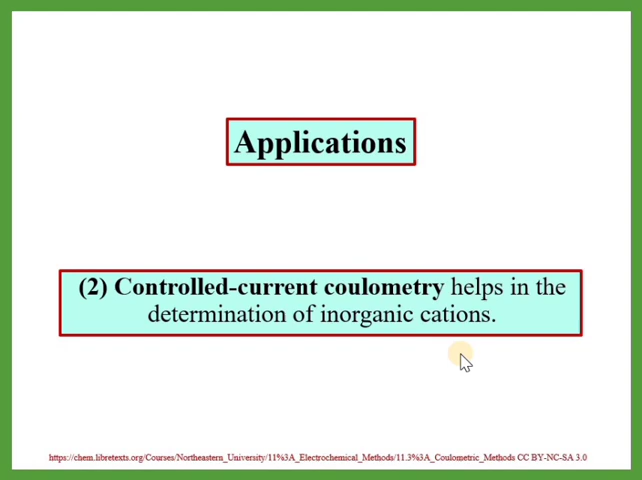 Applications
(2) Controlled-current coulometry helps in the
determination of inorganic cations.
https://chem.libretexts.org/Courses/Northeastern_University/11%3A_Electrochemical_Methods/11.3%3A_Coulometric_Methods CC BY-NC-SA 3.0